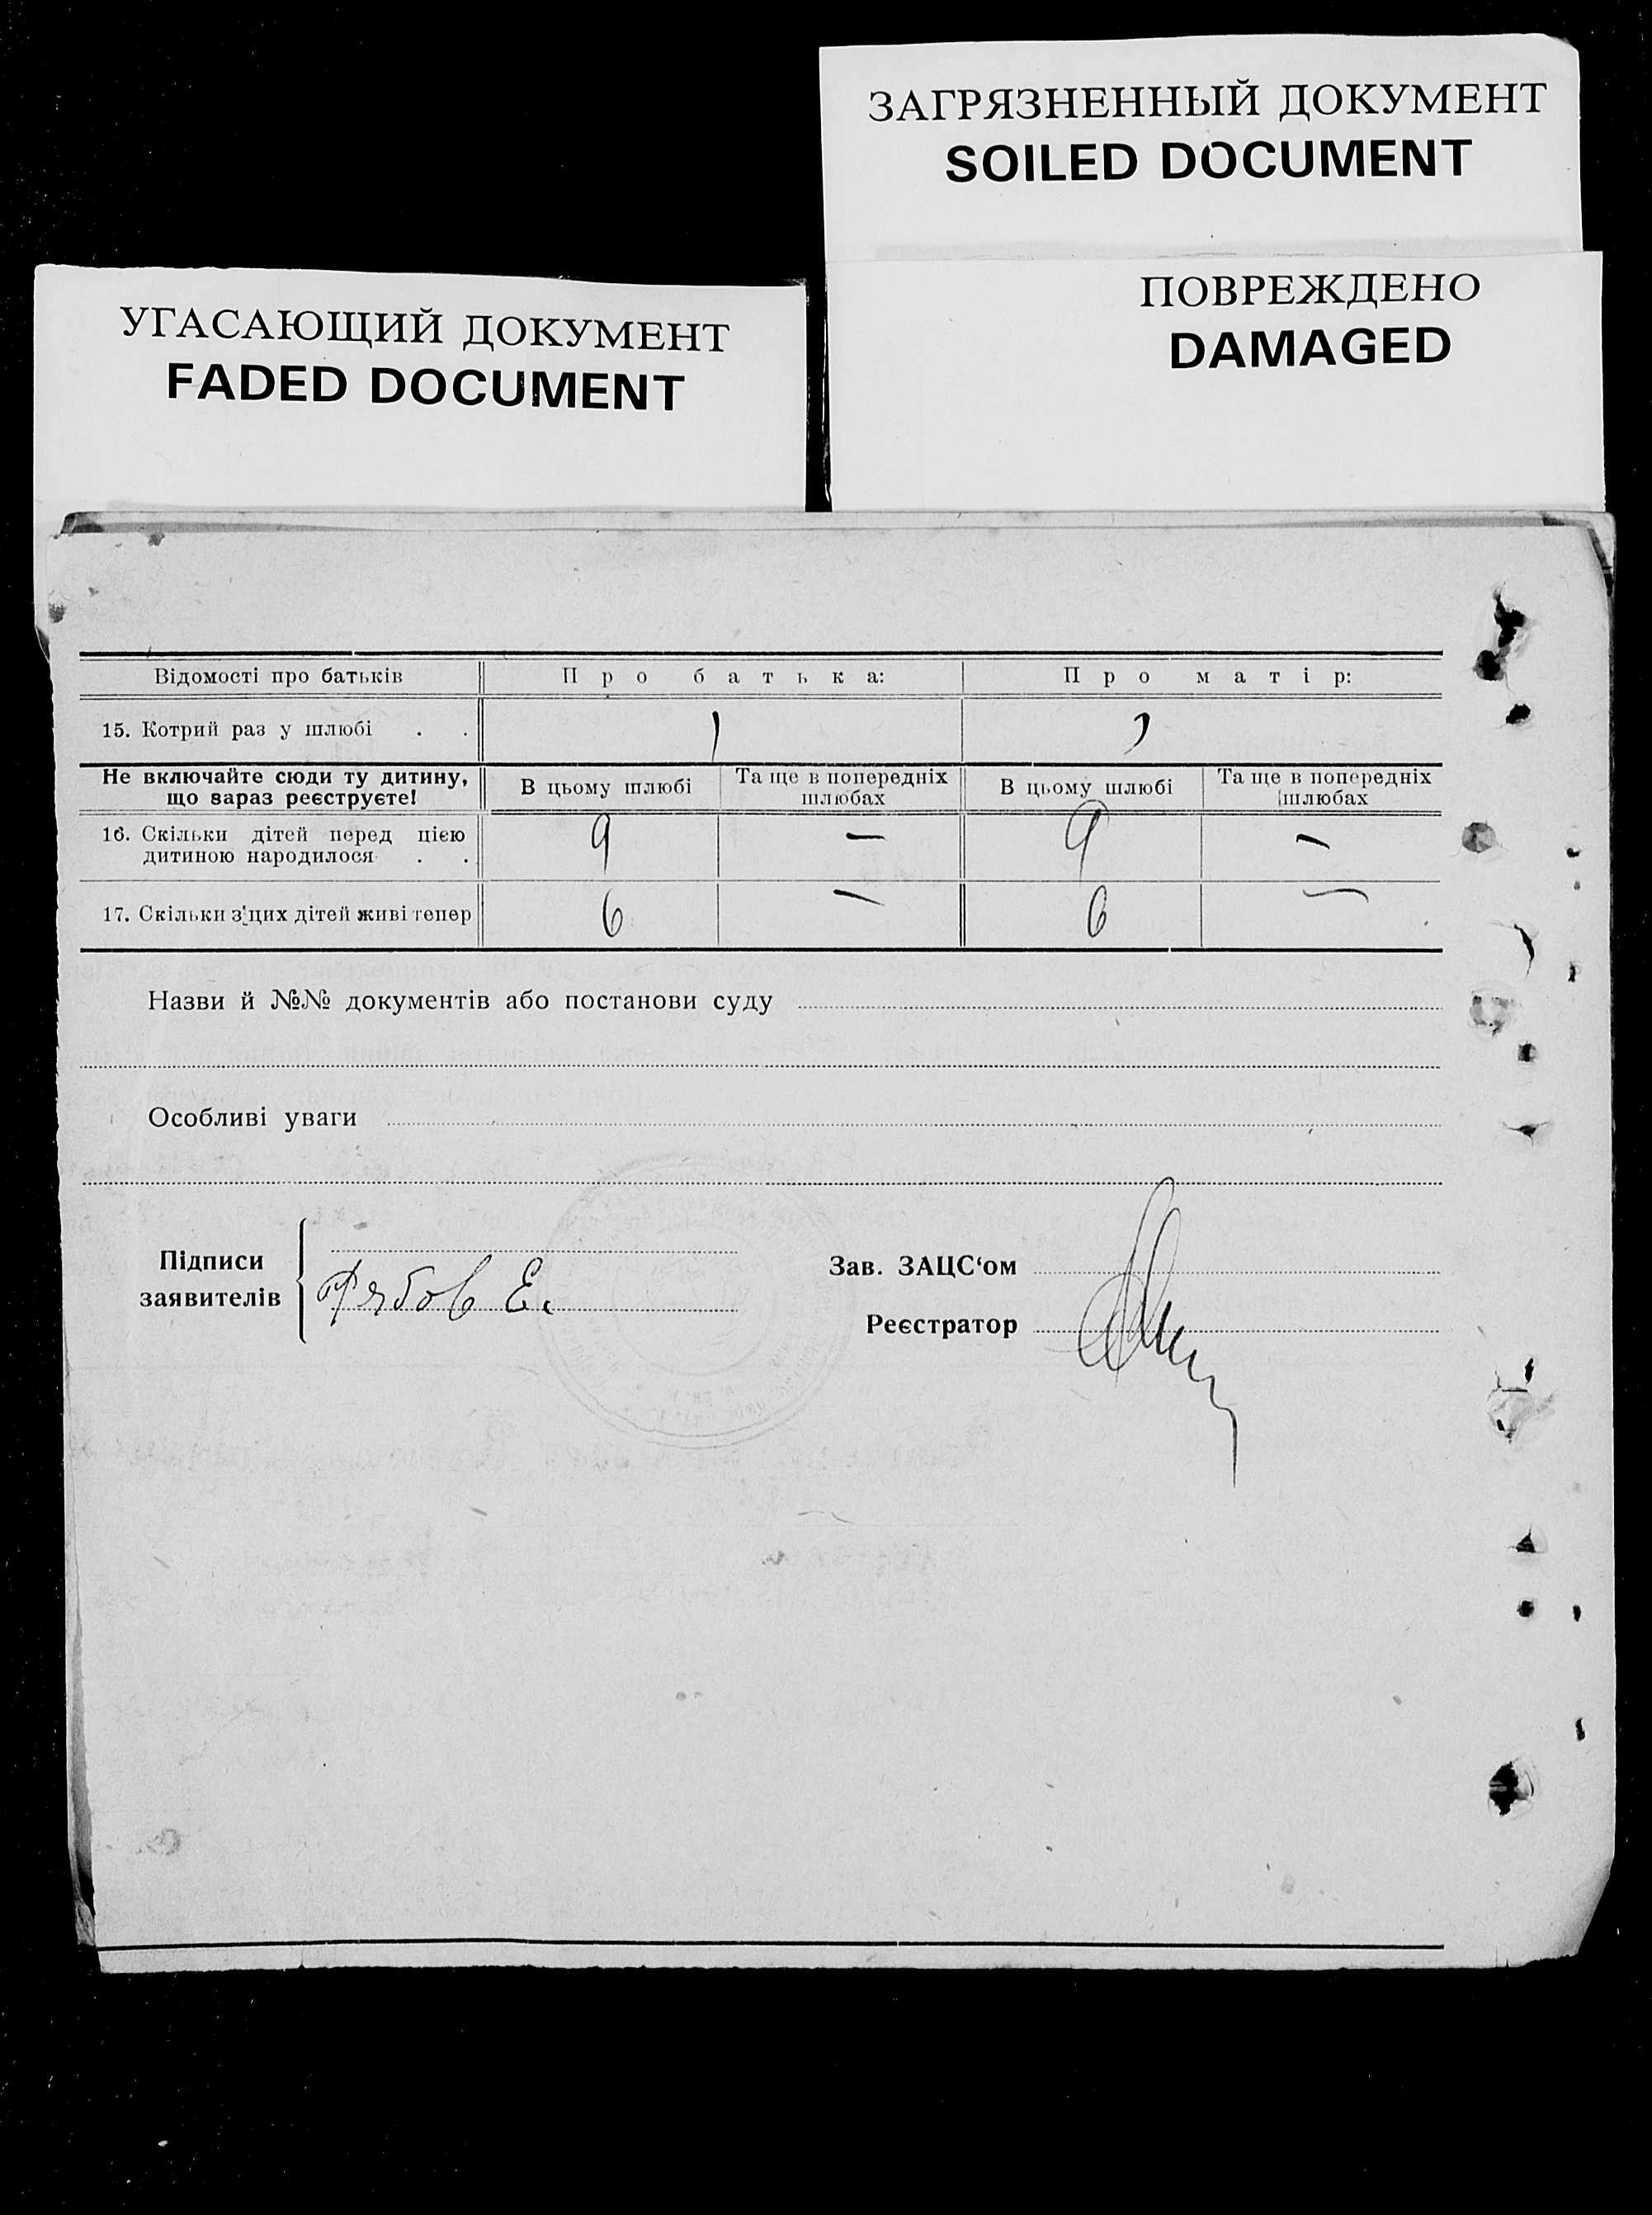 ЗАГРЯЗНЕННЫЙ ДОКУМЕНТ
SOILED DOCUMENT
ПОВРЕЖДЕНО
DAMAGED
УГАСАЮЩИЙ ДОКУМЕНТ
FADED DOCUMENT
Відомості про батьків Про батька: Про матір:
15. Котрий раз у шлюбі . . 1 1
Не включайте сюди ту дитину, що зараз реєструєте! В цьому шлюбі Та ще в попередніх шлюбах В цьому шлюбі Та ще в попередніх шлюбах
16. Скільки дітей перед цією
дитиною народилося . . 9 — 9 —
17. Скільки з цих дітей живі тепер 6 — 6 —
Назви й №№ документів або постанови суду
Особливі уваги
Підписи
заявителів
Рябов Е.
Зав. ЗАЦС‘ом
Реєстратор